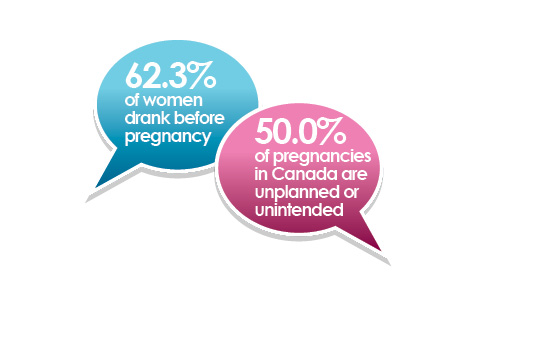 62.3%
of women
drank before
pregnancy
50.0%
of pregnancies
in Canada are
unplanned or
unintended